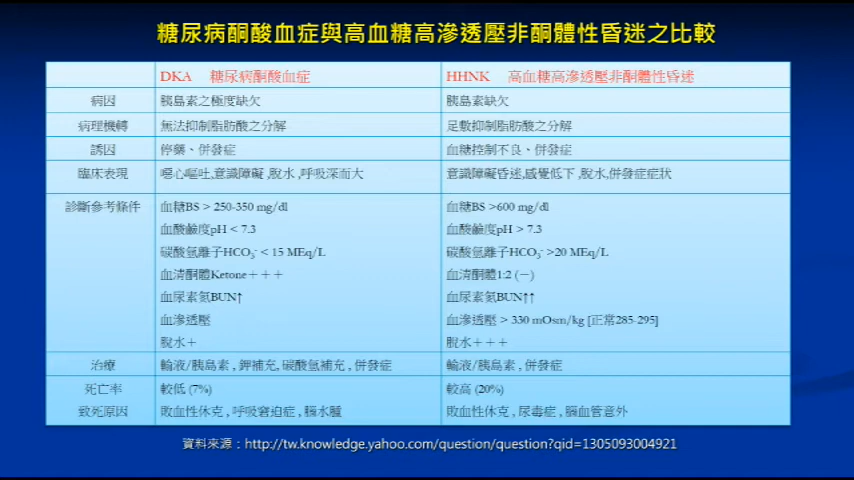 糖尿病酮酸血症與高血糖高滲透壓非酮體性昏迷之比較
DKA 糖尿病酮酸血症 HHNK 高血糖高滲透壓非酮體性昏迷
病因 胰島素之極度缺欠 胰島素缺欠
病理機轉 無法抑制脂肪酸之分解 足敷抑制脂肪酸之分解
誘因 停藥、併發症 血糖控制不良、併發症
臨床表現 噁心嘔吐,意識障礙,脫水,呼吸深而大 意識障礙昏迷,感覺低下,脫水,併發症症狀
診斷參考條件 血糖BS > 250-350 mg/dl 血糖BS >600 mg/dl
血酸鹼度pH < 7.3 血酸鹼度pH > 7.3
碳酸氫離子HCO₃⁻ < 15 MEq/L 碳酸氫離子HCO₃⁻ >20 MEq/L
血清酮體Ketone+++ 血清酮體1:2 (－)
血尿素氮BUN↑ 血尿素氮BUN↑↑
血滲透壓 血滲透壓 > 330 mOsm/kg [正常285-295]
脫水+ 脫水+++
治療 輸液/胰島素,鉀補充,碳酸氫補充,併發症 輸液/胰島素,併發症
死亡率 較低 (7%) 較高 (20%)
致死原因 敗血性休克,呼吸窘迫症,腦水腫 敗血性休克,尿毒症,腦血管意外
資料來源：http://tw.knowledge.yahoo.com/question/question?qid=1305093004921